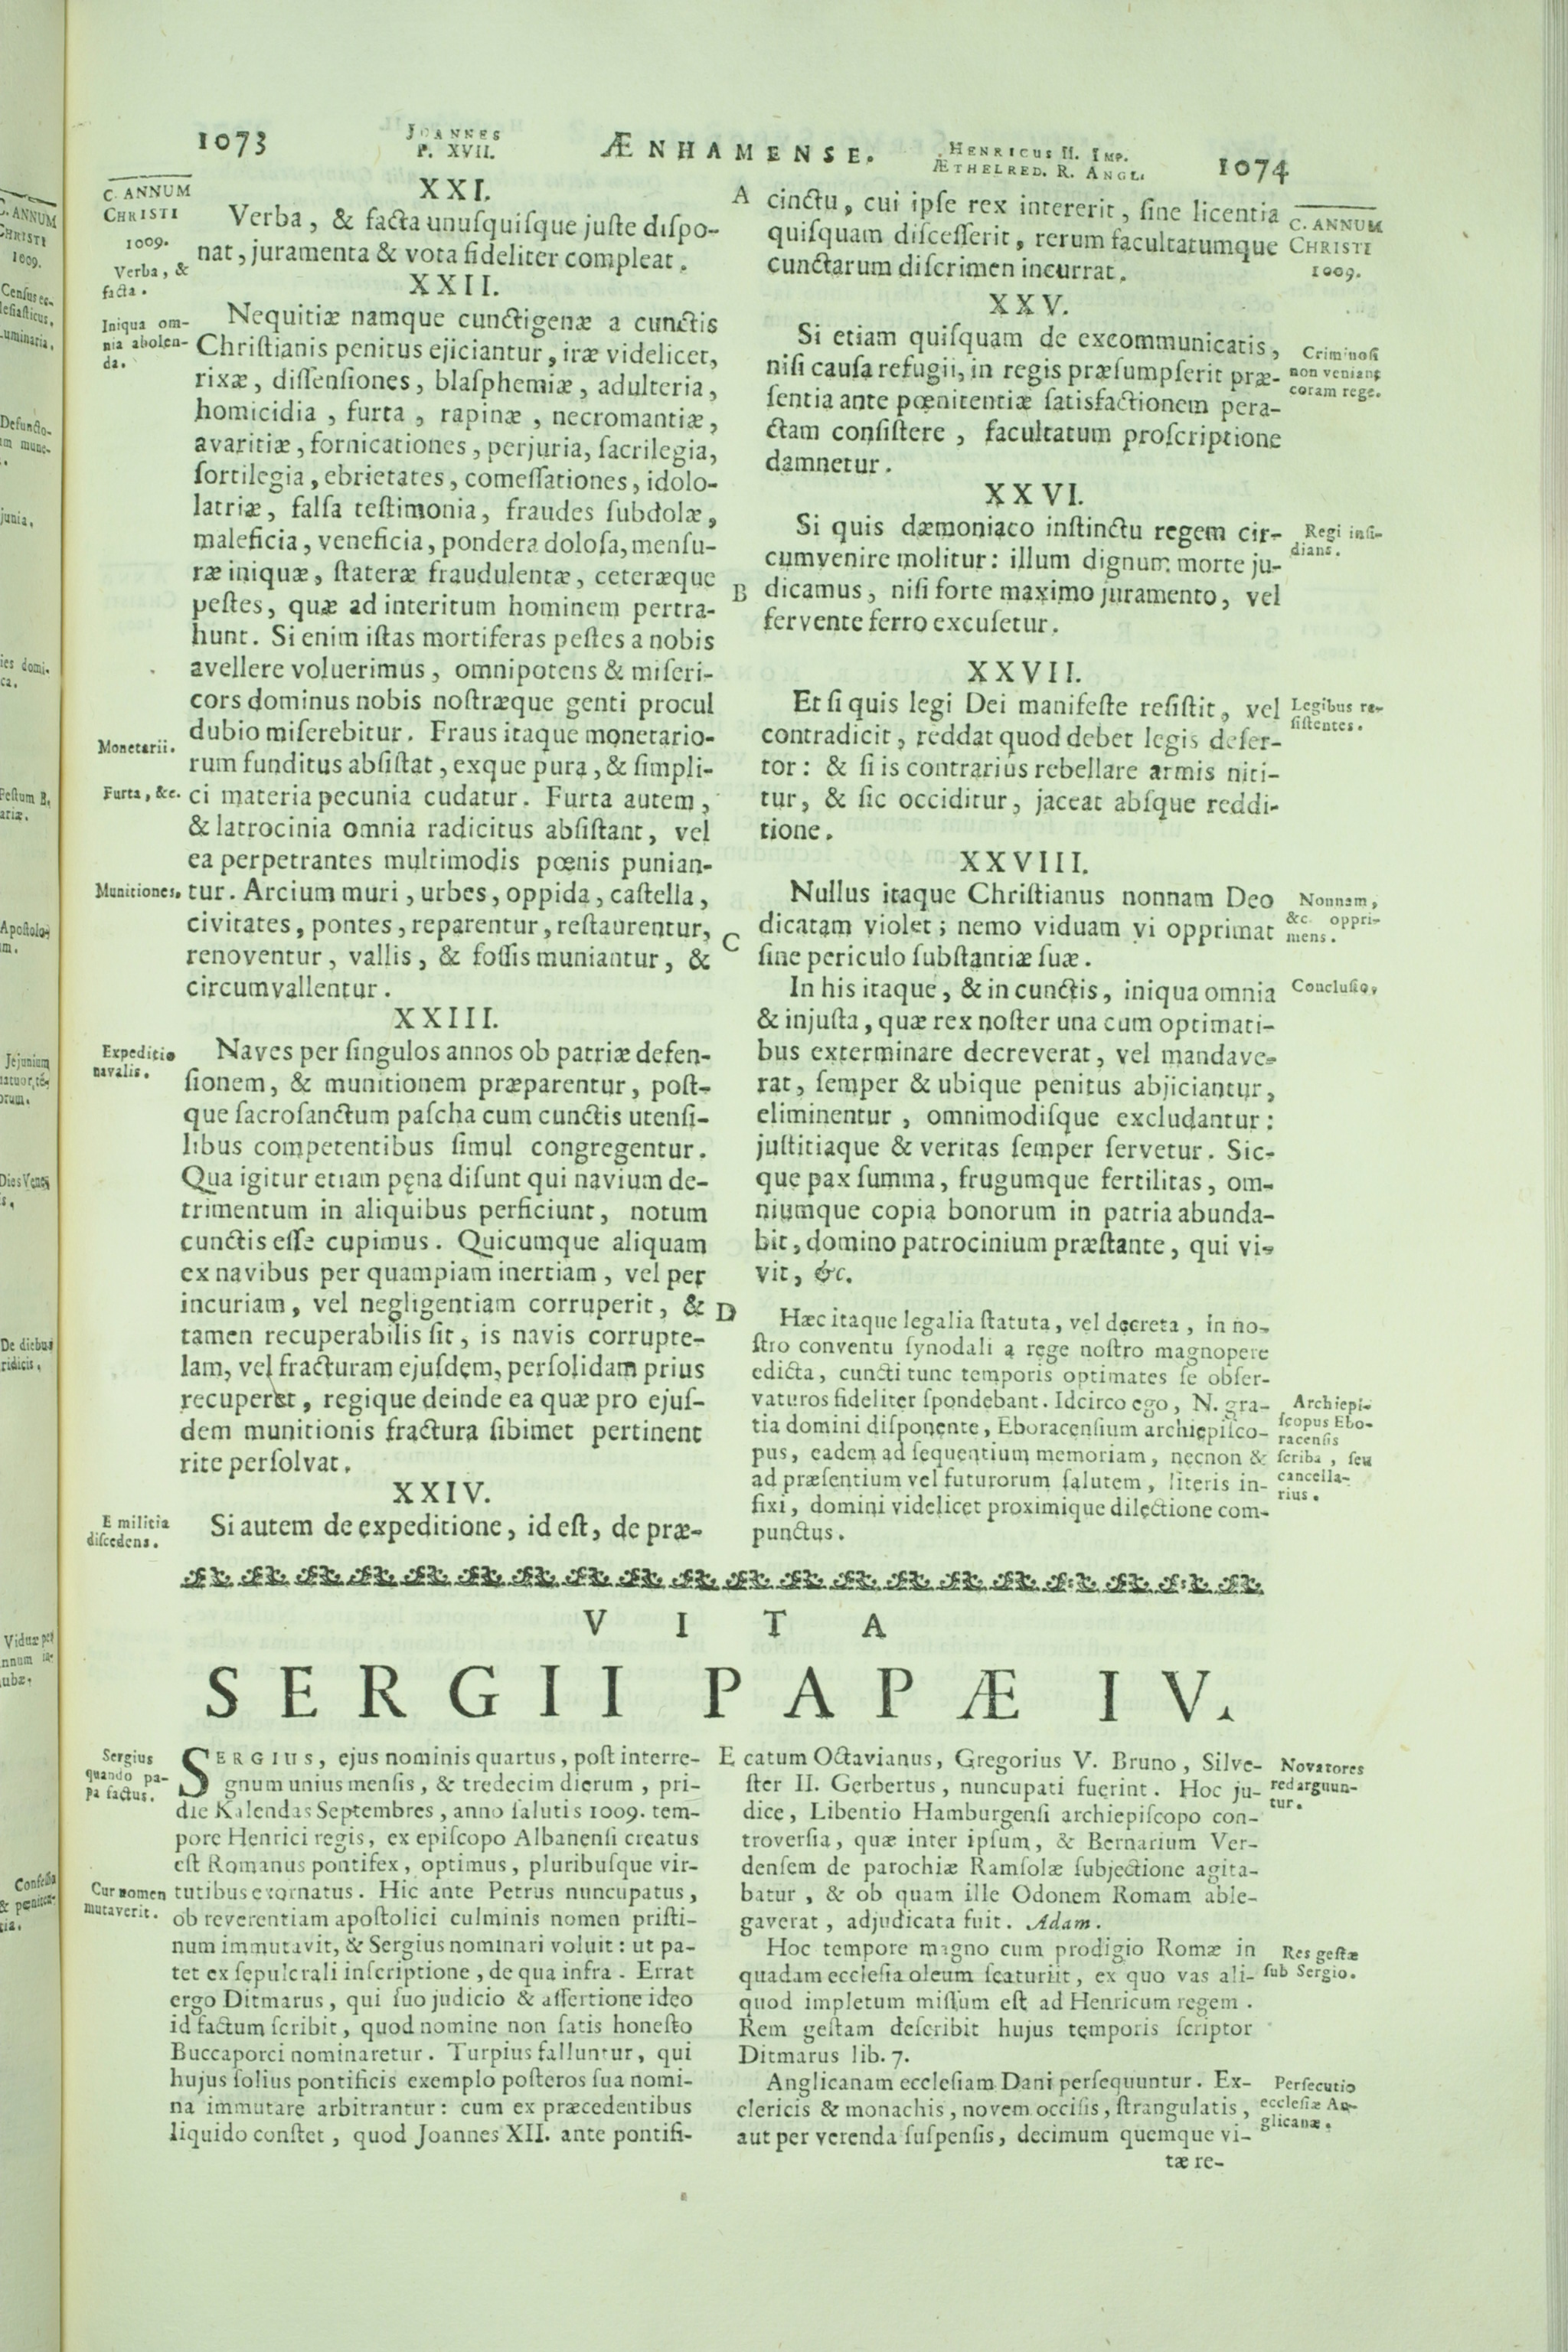 1073
JOANNES
P. XVII.
ÆNHAMENSE.
HENRICUS II. IMP.
ÆTHELRED. R. ANGL.
1074
C. ANNUM
CHRISTI
1009.
Verba, &
facta.
Iniqua om-
nia abolen-
da.
Monetarii.
Furta, &c.
Munitiones.
Expeditio
navalis.
E militia
diſcedens.
XXI.
Verba, & facta unuſquiſque juſte diſpo-
nat, juramenta & vota fideliter compleat.
XXII.
Nequitiæ namque cunctigenæ a cunctis
Chriſtianis penitus ejiciantur, iræ videlicet,
rixæ, diſſenſiones, blaſphemiæ, adulteria,
homicidia, furta, rapinæ, necromantiæ,
avaritiæ, fornicationes, perjuria, ſacrilegia,
ſortilegia, ebrietates, comeſſationes, idolo-
latriæ, falſa teſtimonia, fraudes ſubdolæ,
maleficia, veneficia, pondera doloſa, menſu-
ræ iniquæ, ſtateræ fraudulentæ, ceteræque
peſtes, quæ ad interitum hominem pertra-
hunt. Si enim iſtas mortiferas peſtes a nobis
avellere voluerimus, omnipotens & miſeri-
cors dominus nobis noſtræque genti procul
dubio miſerebitur. Fraus itaque monetario-
rum funditus abſiſtat, exque pura, & ſimpli-
ci materia pecunia cudatur. Furta autem,
& latrocinia omnia radicitus abſiſtant, vel
ea perpetrantes multimodis pœnis punian-
tur. Arcium muri, urbes, oppida, caſtella,
civitates, pontes, reparentur, reſtaurentur,
renoventur, vallis, & foſſis muniantur, &
circumvallentur.
XXIII.
Naves per ſingulos annos ob patriæ defen-
ſionem, & munitionem præparentur, poſt-
que ſacroſanctum paſcha cum cunctis utenſi-
libus competentibus ſimul congregentur.
Qua igitur etiam pęna diſunt qui navium de-
trimentum in aliquibus perficiunt, notum
cunctis eſſe cupimus. Quicumque aliquam
ex navibus per quampiam inertiam, vel per
incuriam, vel negligentiam corruperit, &
tamen recuperabilis ſit, is navis corrupte-
lam, vel fracturam ejuſdem, perſolidam prius
recuperet, regique deinde ea quæ pro ejuſ-
dem munitionis fractura ſibimet pertinent
rite perſolvat.
XXIV.
Si autem de expeditione, id eſt, de præ-
A
B
C
D
cinctu, cui ipſe rex intererit, ſine licentia
quiſquam diſceſſerit, rerum facultatumque
cunctarum diſcrimen incurrat.
XXV.
Si etiam quiſquam de excommunicatis,
niſi cauſa refugii, in regis præſumpſerit præ-
ſentia ante pœnitentiæ ſatisfactionem pera-
ctam conſiſtere, facultatum proſcriptione
damnetur.
XXVI.
Si quis dæmoniaco inſtinctu regem cir-
cumvenire molitur: illum dignum morte ju-
dicamus, niſi forte maximo juramento, vel
fervente ferro excuſetur.
XXVII.
Et ſi quis legi Dei manifeſte reſiſtit, vel
contradicit, reddat quod debet legis deſer-
tor: & ſi is contrarius rebellare armis niti-
tur, & ſic occiditur, jaceat abſque reddi-
tione.
XXVIII.
Nullus itaque Chriſtianus nonnam Deo
dicatam violet; nemo viduam vi opprimat
ſine periculo ſubſtantiæ ſuæ.
In his itaque, & in cunctis, iniqua omnia
& injuſta, quæ rex noſter una cum optimati-
bus exterminare decreverat, vel mandave-
rat, ſemper & ubique penitus abjiciantur,
eliminentur, omnimodiſque excludantur:
juſtitiaque & veritas ſemper ſervetur. Sic-
que pax ſumma, frugumque fertilitas, om-
niumque copia bonorum in patria abunda-
bit, domino patrocinium præſtante, qui vi-
vit, &c.
Hæc itaque legalia ſtatuta, vel decreta, in no-
ſtro conventu ſynodali a rege noſtro magnopere
edicta, cuncti tunc temporis optimates ſe obſer-
vaturos fideliter ſpondebant. Idcirco ego, N. gra-
tia domini diſponente, Eboracenſium archiepiſco-
pus, eadem ad ſequentium memoriam, necnon &
ad præſentium vel futurorum ſalutem, literis in-
fixi, domini videlicet proximique dilectione com-
punctus.
C. ANNUM
CHRISTI
1009.
Criminoſi
non veniant
coram rege.
Regi inſi-
dians.
Legibus re-
ſiſtentes.
Nonnam,
&c. oppri-
mens.
Concluſio.
Archiepi-
ſcopus Ebo-
racenſis
ſcriba, ſeu
cancella-
rius.
VITA
SERGII PAPÆ IV.
Sergius
quando pa-
pa factus.
Cur nomen
mutaverit.
SERGIUS, ejus nominis quartus, poſt interre-
gnum unius menſis, & tredecim dierum, pri-
die Kalendas Septembres, anno ſalutis 1009. tem-
pore Henrici regis, ex epiſcopo Albanenſi creatus
eſt Romanus pontifex, optimus, pluribuſque vir-
tutibus exornatus. Hic ante Petrus nuncupatus,
ob reverentiam apoſtolici culminis nomen priſti-
num immutavit, & Sergius nominari voluit: ut pa-
tet ex ſepulcrali inſcriptione, de qua infra. Errat
ergo Ditmarus, qui ſuo judicio & aſſertione ideo
id factum ſcribit, quod nomine non ſatis honeſto
Buccaporci nominaretur. Turpius falluntur, qui
hujus ſolius pontificis exemplo poſteros ſua nomi-
na immutare arbitrantur: cum ex præcedentibus
liquido conſtet, quod Joannes XII. ante pontifi-
E
catum Octavianus, Gregorius V. Bruno, Silve-
ſter II. Gerbertus, nuncupati fuerint. Hoc ju-
dice, Libentio Hamburgenſi archiepiſcopo con-
troverſia, quæ inter ipſum, & Bernarium Ver-
denſem de parochiæ Ramſolæ ſubjectione agita-
batur, & ob quam ille Odonem Romam able-
gaverat, adjudicata fuit. Adam.
Hoc tempore magno cum prodigio Romæ in
quadam eccleſia oleum ſcaturiit, ex quo vas ali-
quod impletum miſſum eſt ad Henricum regem.
Rem geſtam deſcribit hujus temporis ſcriptor
Ditmarus lib. 7.
Anglicanam eccleſiam Dani perſequuntur. Ex-
clericis & monachis, novem occiſis, ſtrangulatis,
aut per verenda ſuſpenſis, decimum quemque vi-
tæ re-
Novatores
redarguun-
tur.
Res geſtæ
ſub Sergio.
Perſecutio
eccleſiæ An-
glicanæ.